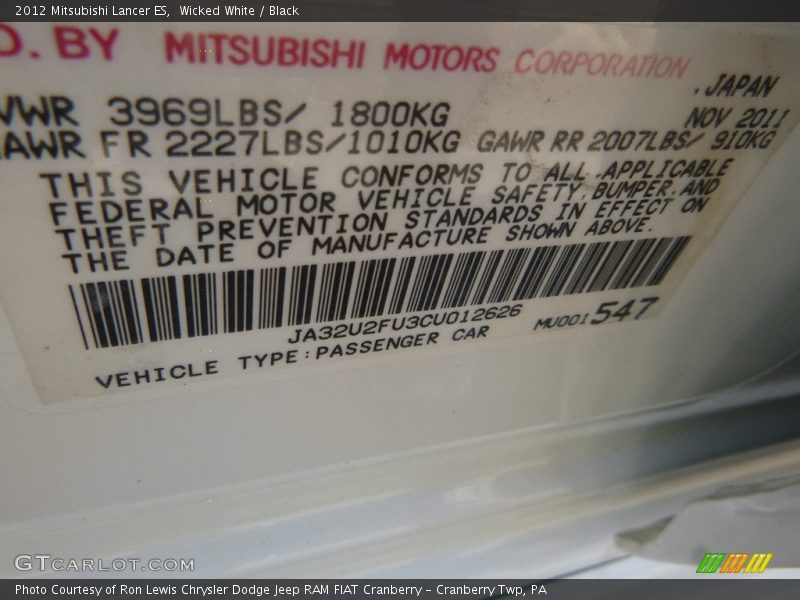 2012 Mitsubishi Lancer ES, Wicked White / Black
D. BY MITSUBISHI MOTORS CORPORATION
, JAPAN
VWR 3969LBS/ 1800KG NOV 2011
AWR FR 2227LBS/1010KG GAWR RR 2007LBS/ 910KG
THIS VEHICLE CONFORMS TO ALL APPLICABLE
FEDERAL MOTOR VEHICLE SAFETY, BUMPER, AND
THEFT PREVENTION STANDARDS IN EFFECT ON
THE DATE OF MANUFACTURE SHOWN ABOVE.
JA32U2FU3CU012626
MU001547
VEHICLE TYPE:PASSENGER CAR
GTCARLOT.COM
Photo Courtesy of Ron Lewis Chrysler Dodge Jeep RAM FIAT Cranberry - Cranberry Twp, PA